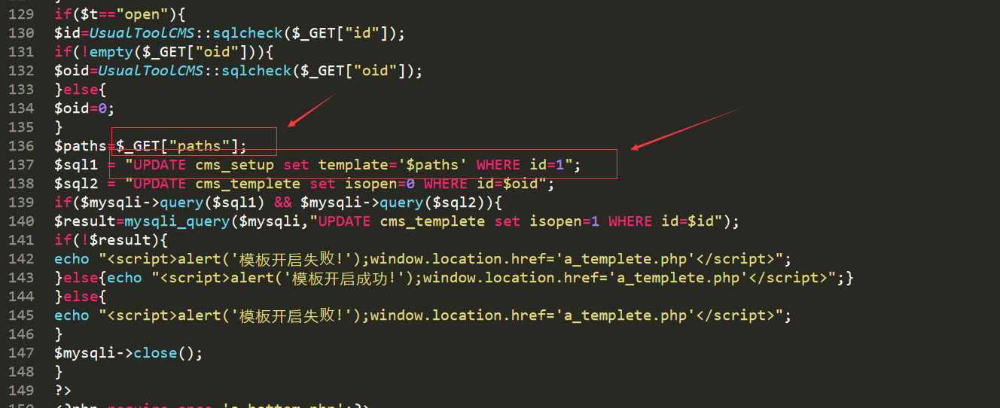 129 if($t=="open"){
130 $id=UsualToolCMS::sqlcheck($_GET["id"]);
131 if(!empty($_GET["oid"])){
132 $oid=UsualToolCMS::sqlcheck($_GET["oid"]);
133 }else{
134 $oid=0;
135 }
136 $paths=$_GET["paths"];
137 $sql1 = "UPDATE cms_setup set template='$paths' WHERE id=1";
138 $sql2 = "UPDATE cms_templete set isopen=0 WHERE id=$oid";
139 if($mysqli->query($sql1) && $mysqli->query($sql2)){
140 $result=mysqli_query($mysqli,"UPDATE cms_templete set isopen=1 WHERE id=$id");
141 if(!$result){
142 echo "<script>alert('模板开启失败!');window.location.href='a_templete.php'</script>";
143 }else{echo "<script>alert('模板开启成功!');window.location.href='a_templete.php'</script>";}
144 }else{
145 echo "<script>alert('模板开启失败!');window.location.href='a_templete.php'</script>";
146 }
147 $mysqli->close();
148 }
149 ?>